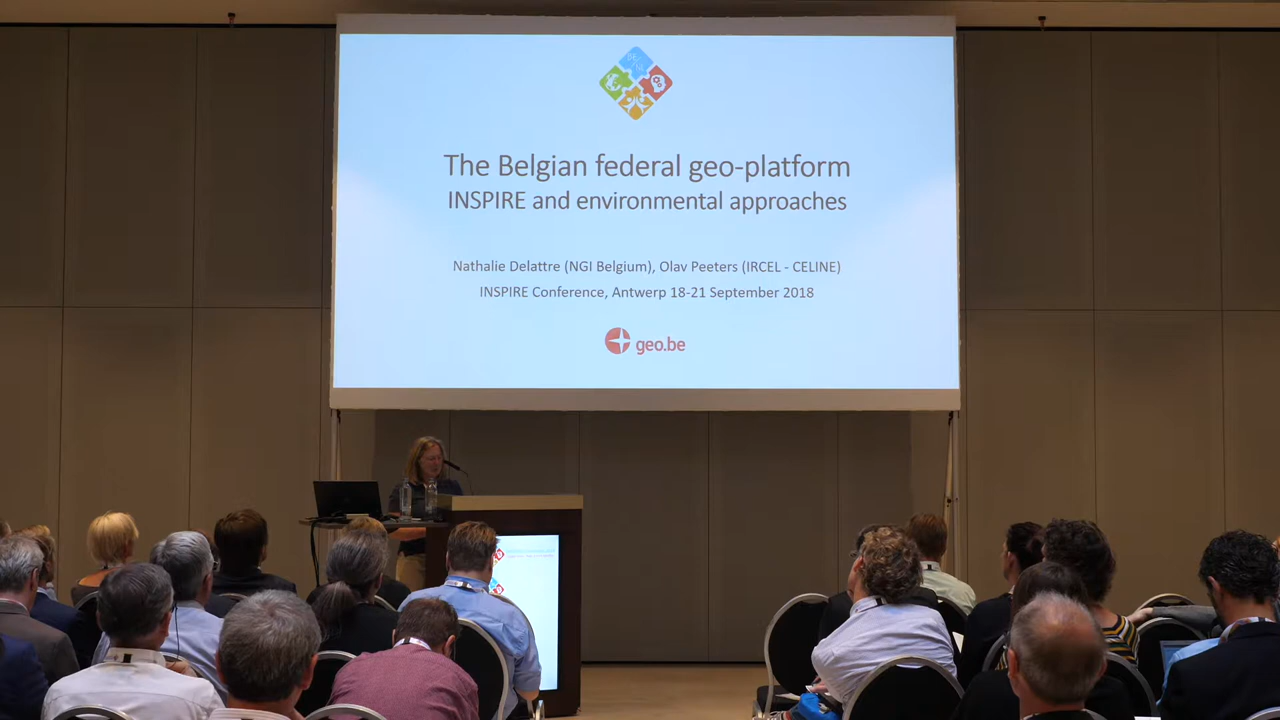 The Belgian federal geo-platform
INSPIRE and environmental approaches
Nathalie Delattre (NGI Belgium), Olav Peeters (IRCEL - CELINE)
INSPIRE Conference, Antwerp 18-21 September 2018
geo.be